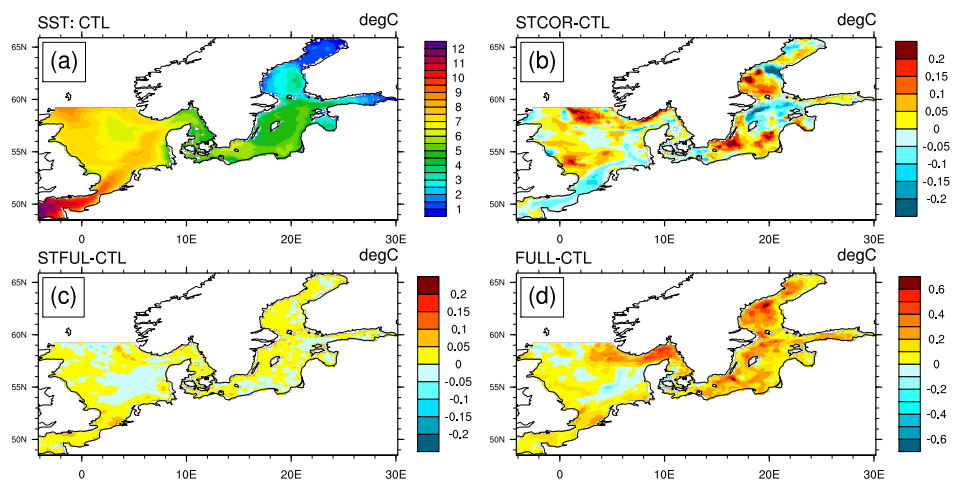 SST: CTL degC
(a)
65N
60N
55N
50N
0 10E 20E 30E
12
11
10
9
8
7
6
5
4
3
2
1
STCOR-CTL degC
(b)
65N
60N
55N
50N
0 10E 20E 30E
0.2
0.15
0.1
0.05
0
-0.05
-0.1
-0.15
-0.2
STFUL-CTL degC
(c)
65N
60N
55N
50N
0 10E 20E 30E
0.2
0.15
0.1
0.05
0
-0.05
-0.1
-0.15
-0.2
FULL-CTL degC
(d)
65N
60N
55N
50N
0 10E 20E 30E
0.6
0.4
0.2
0
-0.2
-0.4
-0.6